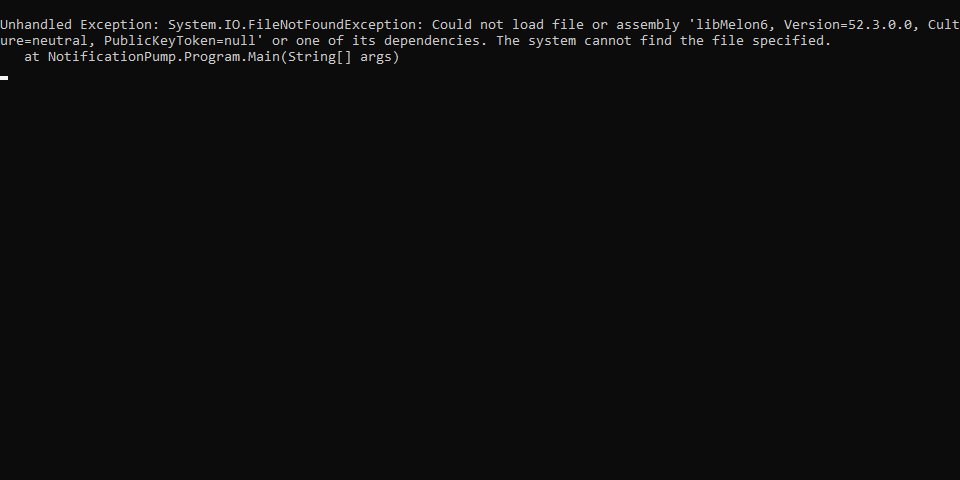 Unhandled Exception: System.IO.FileNotFoundException: Could not load file or assembly 'libMelon6, Version=52.3.0.0, Cult
ure=neutral, PublicKeyToken=null' or one of its dependencies. The system cannot find the file specified.
   at NotificationPump.Program.Main(String[] args)